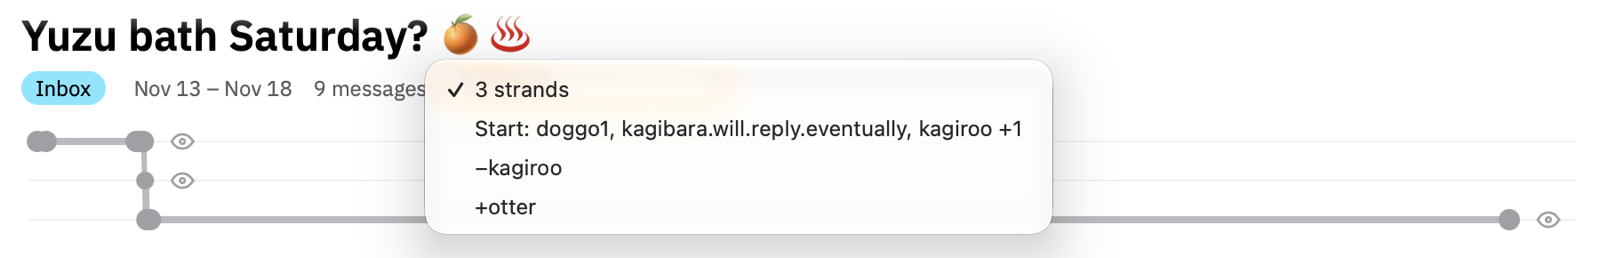 Yuzu bath Saturday? 🍊 ♨️
Inbox Nov 13 – Nov 18 9 messages
✓ 3 strands
Start: doggo1, kagibara.will.reply.eventually, kagiroo +1
–kagiroo
+otter